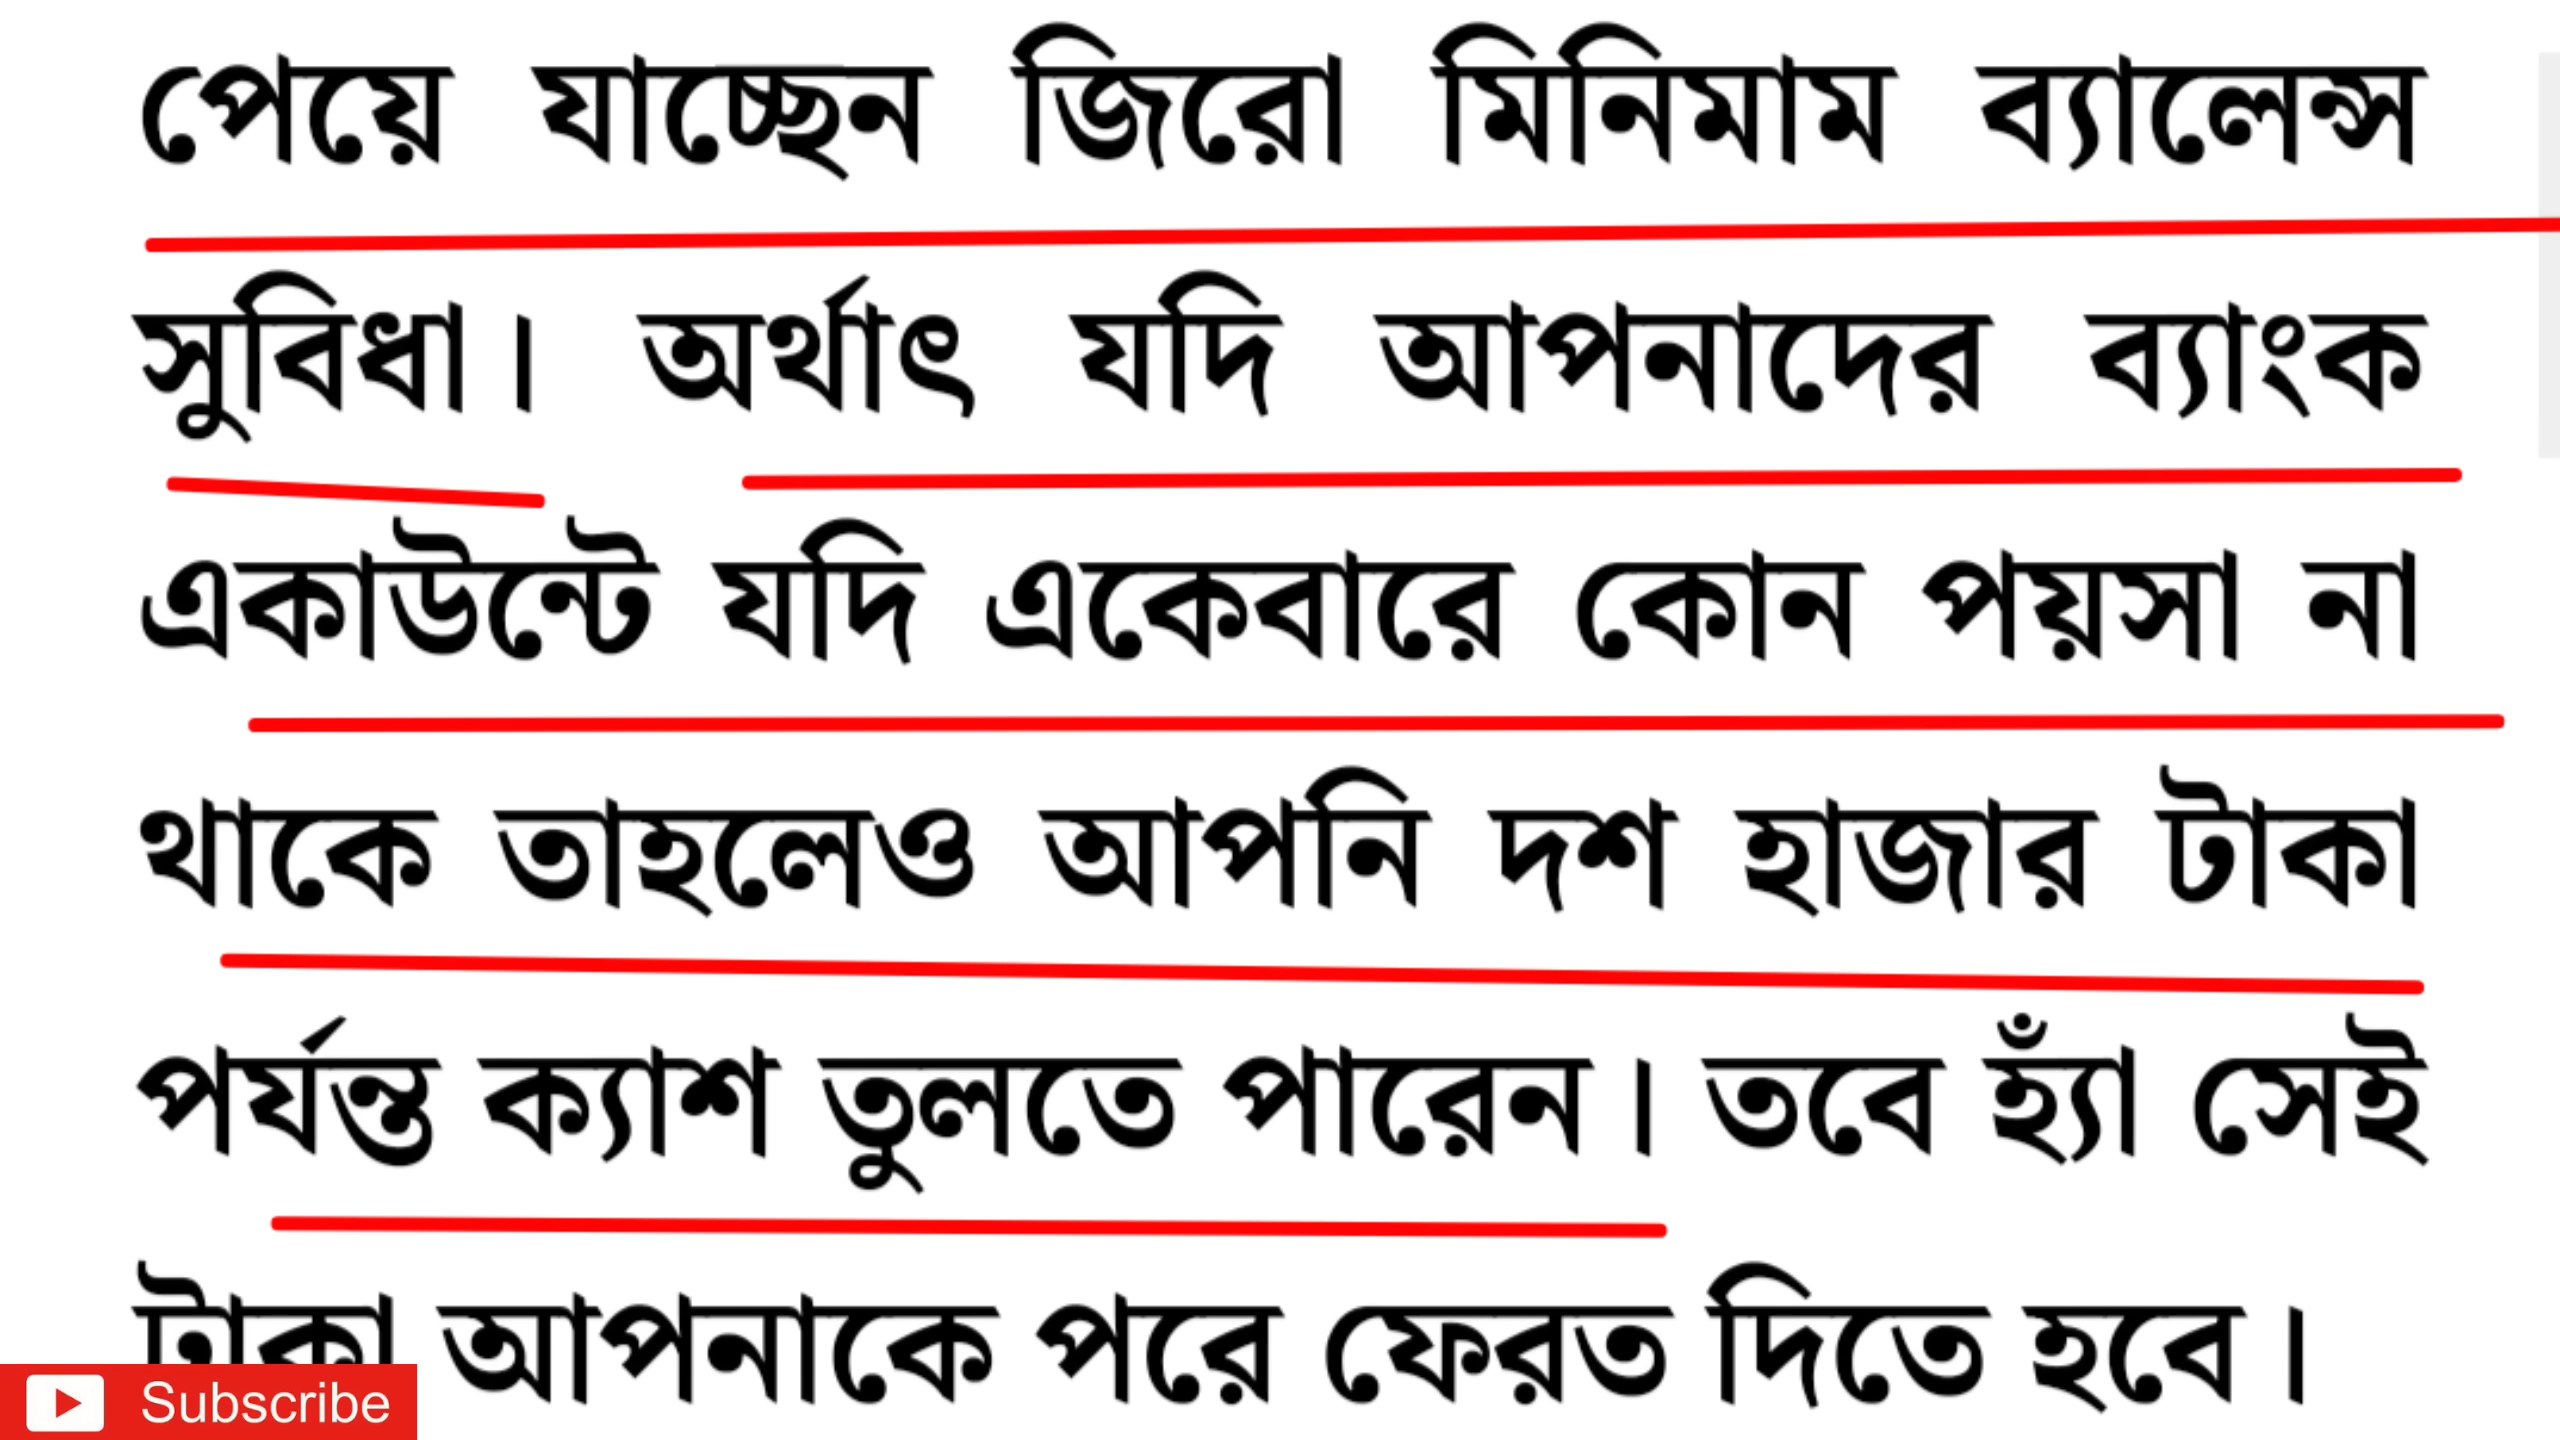 পেয়ে যাচ্ছেন জিরো মিনিমাম ব্যালেন্স
সুবিধা। অর্থাৎ যদি আপনাদের ব্যাংক
একাউন্টে যদি একেবারে কোন পয়সা না
থাকে তাহলেও আপনি দশ হাজার টাকা
পর্যন্ত ক্যাশ তুলতে পারেন। তবে হ্যাঁ সেই
টাকা আপনাকে পরে ফেরত দিতে হবে।
Subscribe